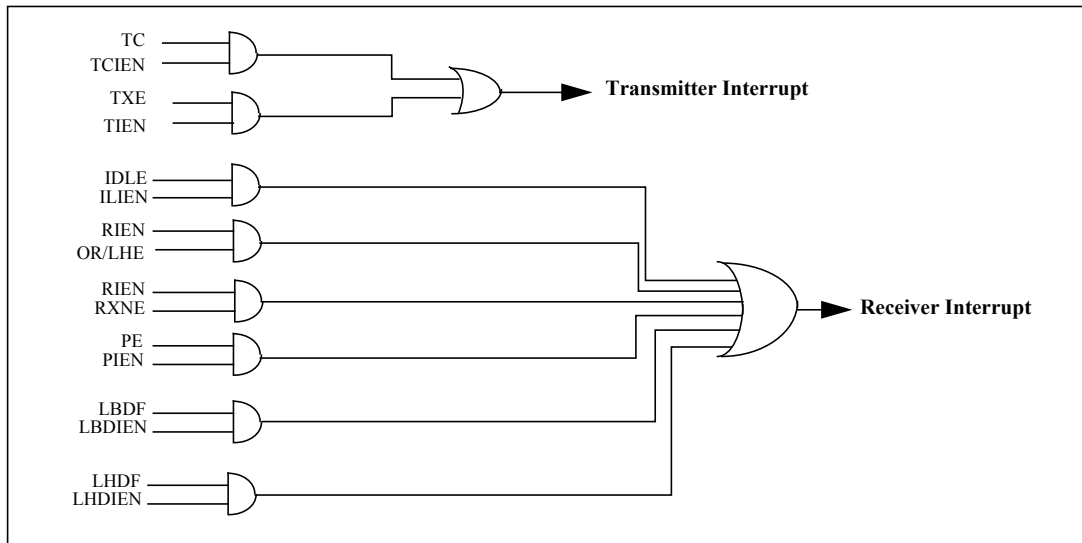 TC
TCIEN
TXE
TIEN
Transmitter Interrupt
IDLE
ILIEN
RIEN
OR/LHE
RIEN
RXNE
PE
PIEN
LBDF
LBDIEN
LHDF
LHDIEN
Receiver Interrupt